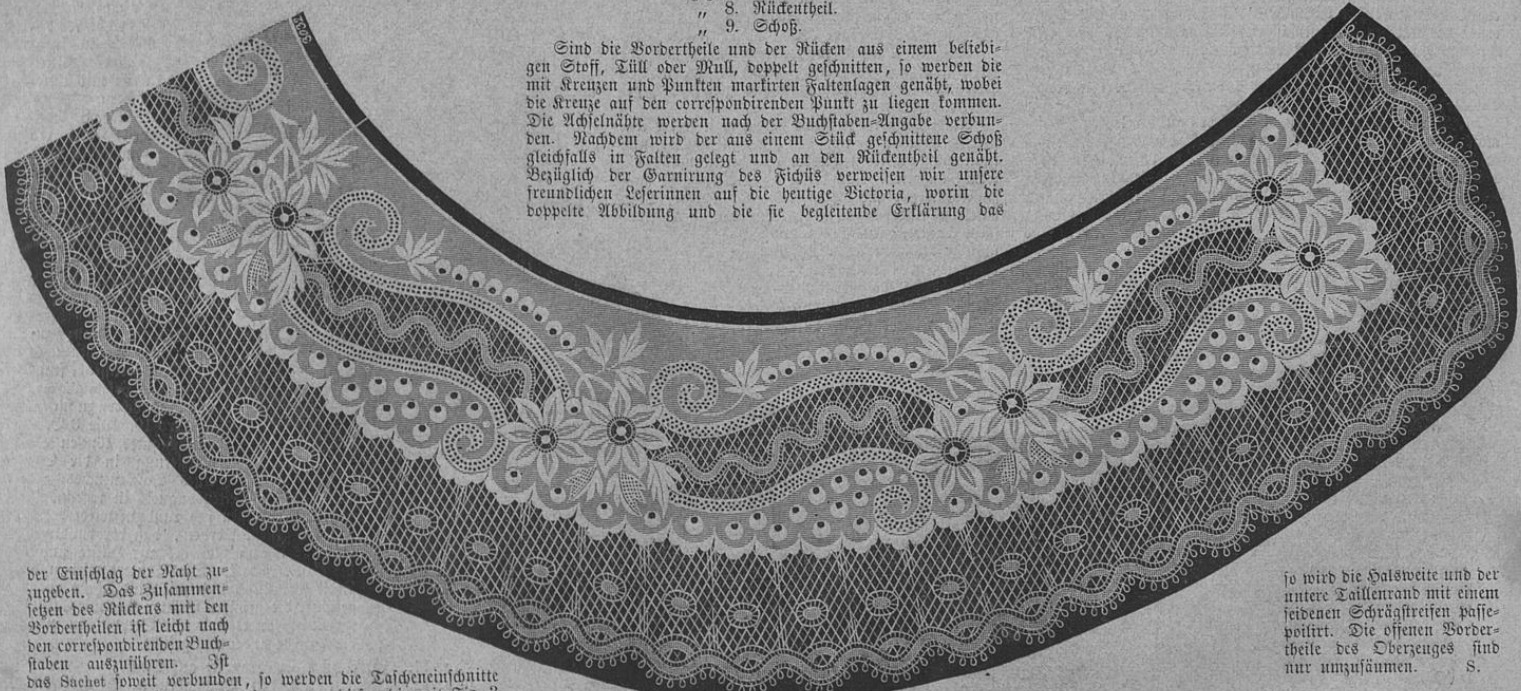 „ 8. Rückentheil.
„ 9. Schoß.
Sind die Vordertheile und der Rücken aus einem beliebi-
gen Stoff, Tüll oder Mull, doppelt geschnitten, so werden die
mit Kreuzen und Punkten markirten Faltenlagen genäht, wobei
die Kreuze auf den correspondirenden Punkt zu liegen kommen.
Die Achselnähte werden nach der Buchstaben-Angabe verbun-
den. Nachdem wird der aus einem Stück geschnittene Schoß
gleichfalls in Falten gelegt und an den Rückentheil genäht.
Bezüglich der Garnirung des Fichüs verweisen wir unsere
freundlichen Leserinnen auf die heutige Victoria, worin die
doppelte Abbildung und die sie begleitende Erklärung das
der Einschlag der Naht zu-
zugeben. Das Zusammen-
setzen des Rückens mit den
Vordertheilen ist leicht nach
den correspondirenden Buch-
staben auszuführen. Ist
das Sachet soweit verbunden, so werden die Tascheneinschnitte
so wird die Halsweite und der
untere Taillenrand mit einem
seidenen Schrägstreifen passe-
poilirt. Die offenen Vorder-
theile des Oberzeuges sind
nur umzusäumen. S.